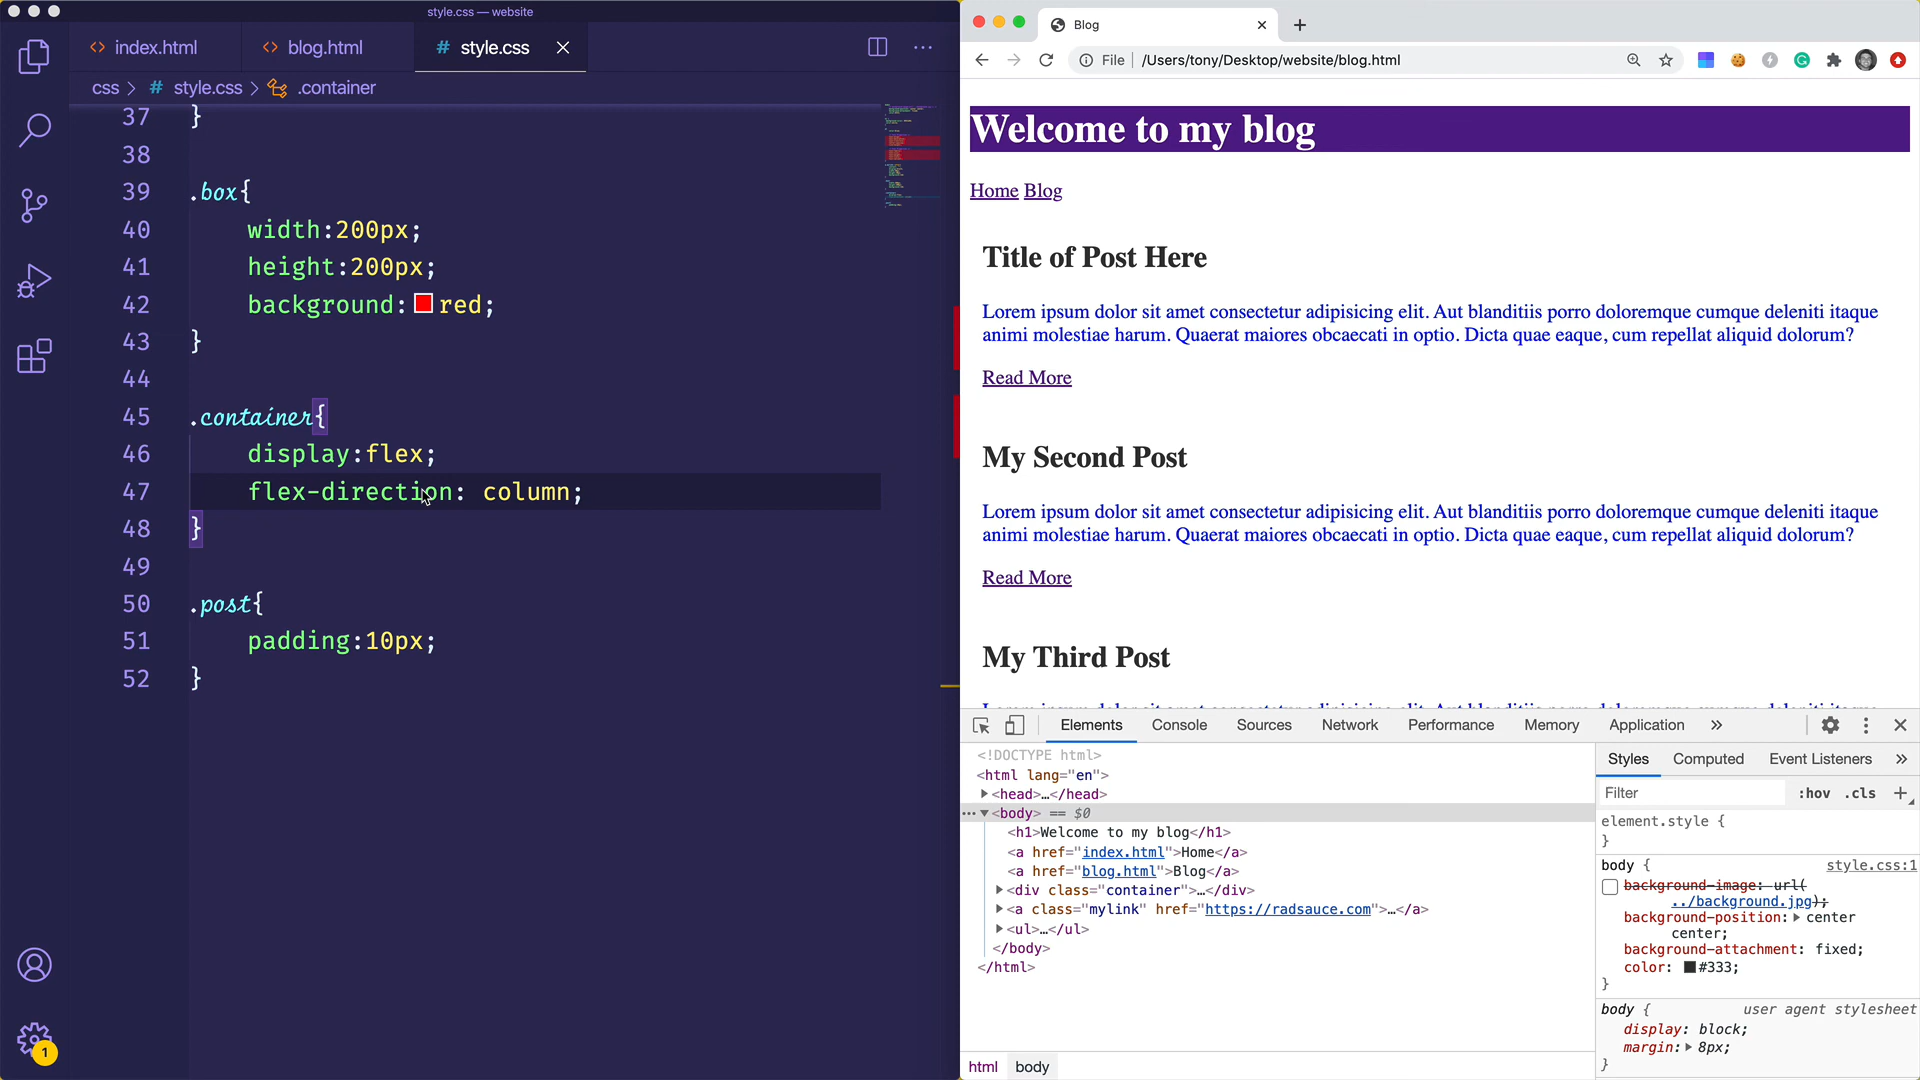 style.css — website
index.html
blog.html
# style.css
css > # style.css > .container
37 }
38
39 .box{
40 width:200px;
41 height:200px;
42 background: red;
43 }
44
45 .container{
46 display:flex;
47 flex-direction: column;
48 }
49
50 .post{
51 padding:10px;
52 }
1
Blog
File | /Users/tony/Desktop/website/blog.html
Welcome to my blog
Home Blog
Title of Post Here
Lorem ipsum dolor sit amet consectetur adipisicing elit. Aut blanditiis porro doloremque cumque deleniti itaque
animi molestiae harum. Quaerat maiores obcaecati in optio. Dicta quae eaque, cum repellat aliquid dolorum?
Read More
My Second Post
Lorem ipsum dolor sit amet consectetur adipisicing elit. Aut blanditiis porro doloremque cumque deleniti itaque
animi molestiae harum. Quaerat maiores obcaecati in optio. Dicta quae eaque, cum repellat aliquid dolorum?
Read More
My Third Post
Elements Console Sources Network Performance Memory Application »
<!DOCTYPE html>
<html lang="en">
<head>…</head>
<body> == $0
<h1>Welcome to my blog</h1>
<a href="index.html">Home</a>
<a href="blog.html">Blog</a>
<div class="container">…</div>
<a class="mylink" href="https://radsauce.com">…</a>
<ul>…</ul>
</body>
</html>
html body
Styles Computed Event Listeners »
Filter :hov .cls +
element.style {
}
body { style.css:1
background-image: url(
../background.jpg);
background-position: center
center;
background-attachment: fixed;
color: #333;
}
body { user agent stylesheet
display: block;
margin: 8px;
}